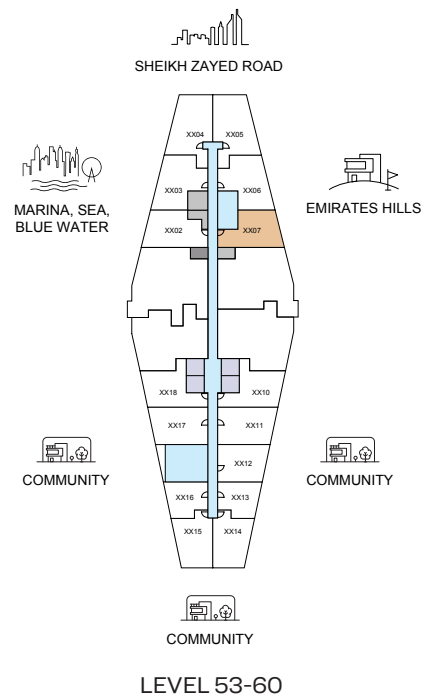 SHEIKH ZAYED ROAD
XX04
XX05
XX03
XX06
MARINA, SEA,
BLUE WATER
EMIRATES HILLS
XX02
XX07
XX18
XX10
XX17
XX11
XX12
COMMUNITY
COMMUNITY
XX16
XX13
XX15
XX14
COMMUNITY
LEVEL 53-60